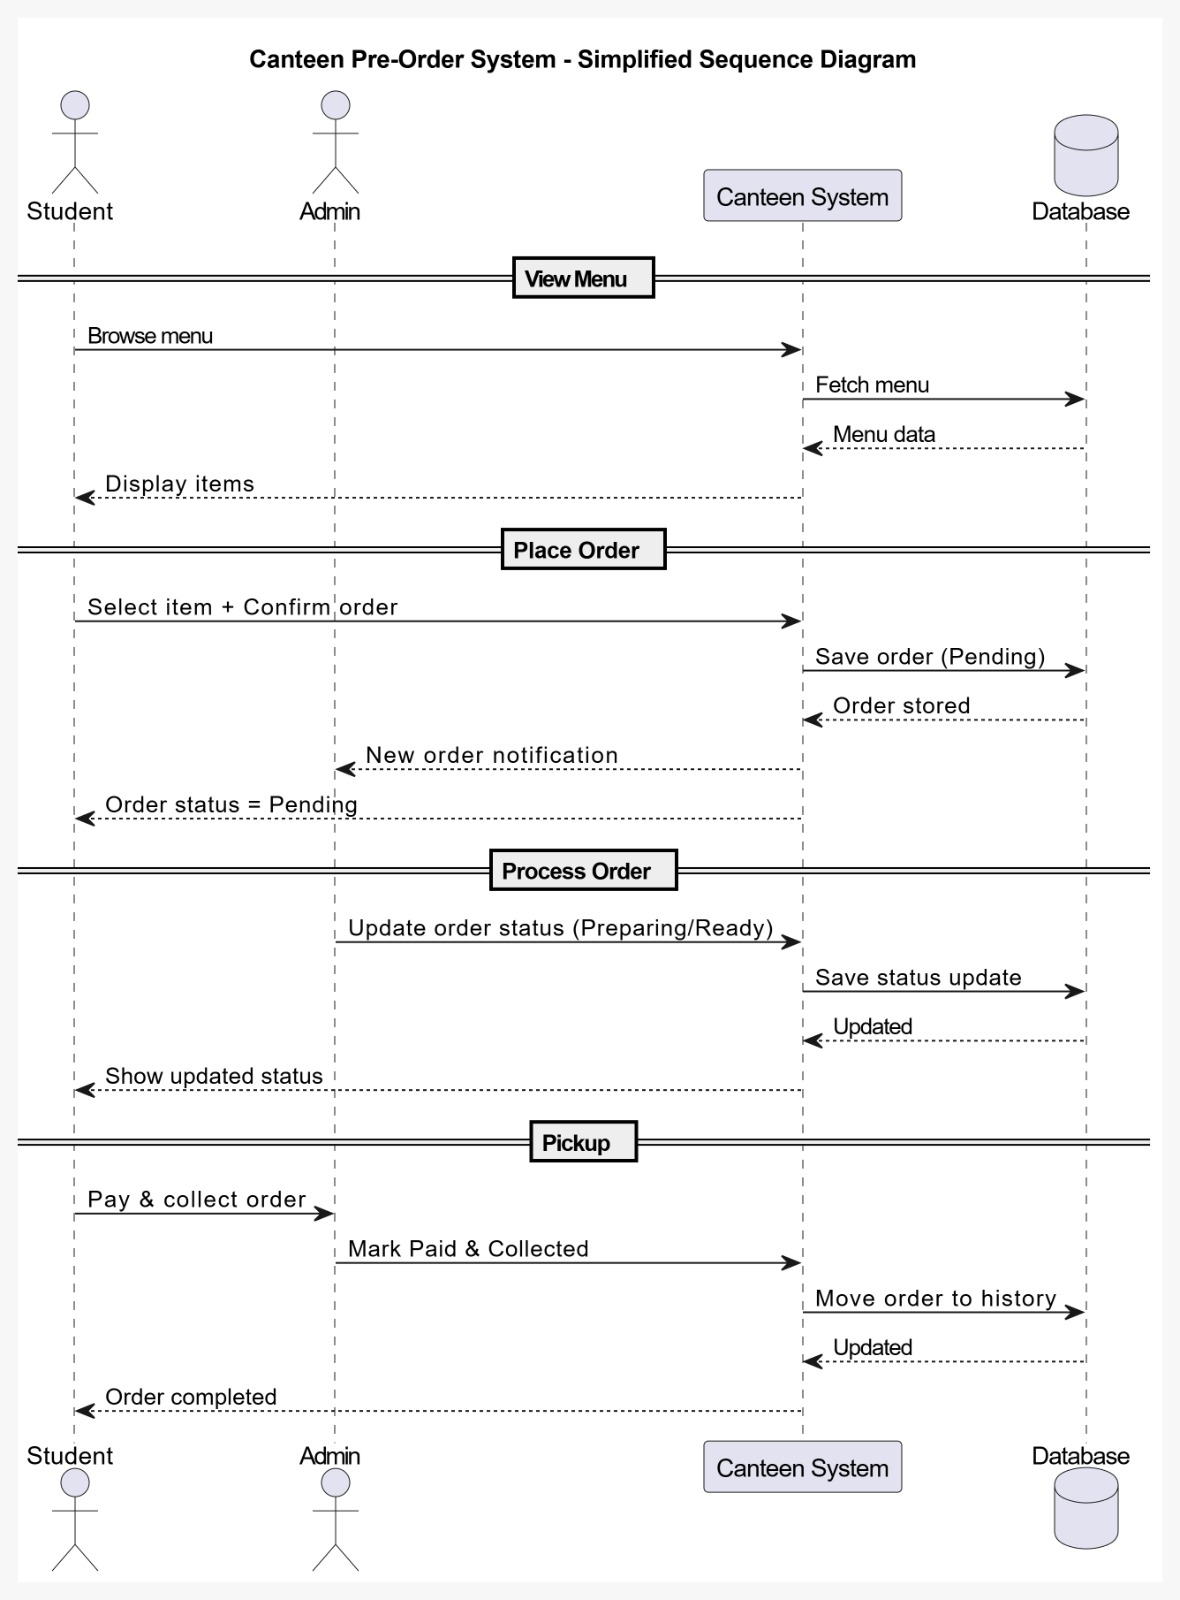 Canteen Pre-Order System - Simplified Sequence Diagram
Student
Admin
Canteen System
Database
View Menu
Browse menu
Fetch menu
Menu data
Display items
Place Order
Select item + Confirm order
Save order (Pending)
Order stored
New order notification
Order status = Pending
Process Order
Update order status (Preparing/Ready)
Save status update
Updated
Show updated status
Pickup
Pay & collect order
Mark Paid & Collected
Move order to history
Updated
Order completed
Student
Admin
Canteen System
Database